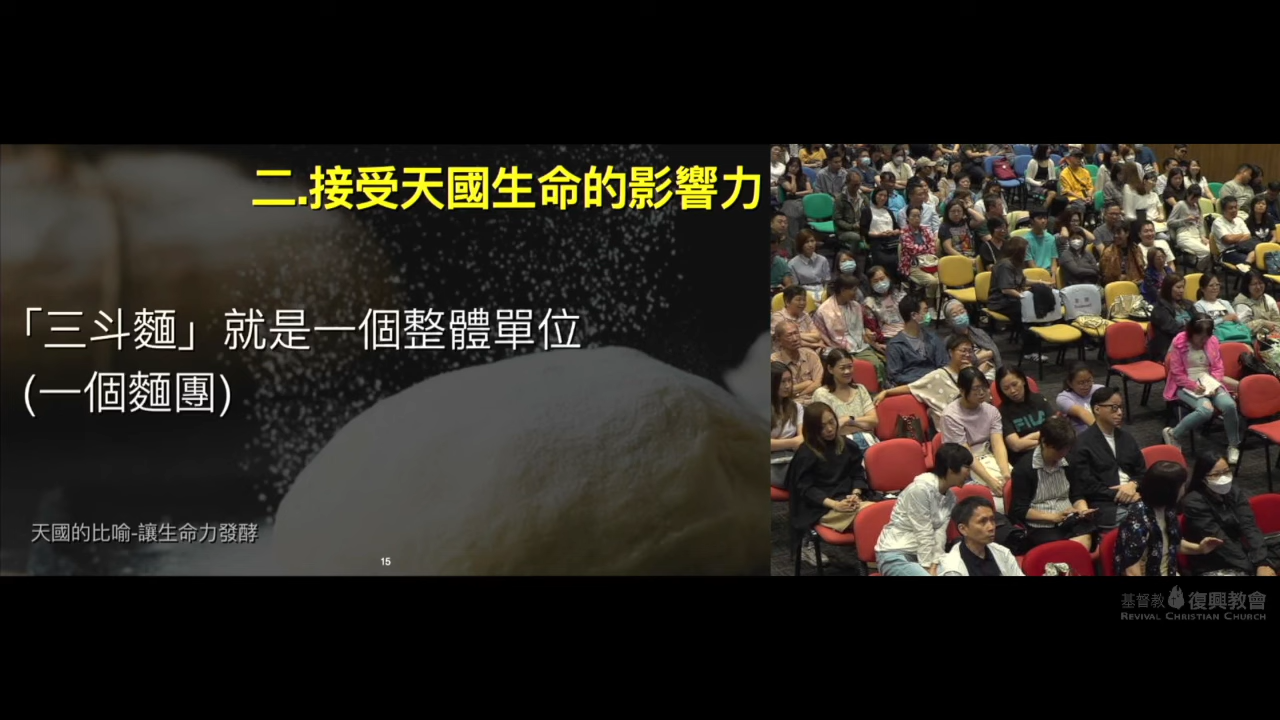 二.接受天國生命的影響力
「三斗麵」就是一個整體單位
(一個麵團)
天國的比喻-讓生命力發酵
15
FILA
基督教 復興教會
REVIVAL CHRISTIAN CHURCH